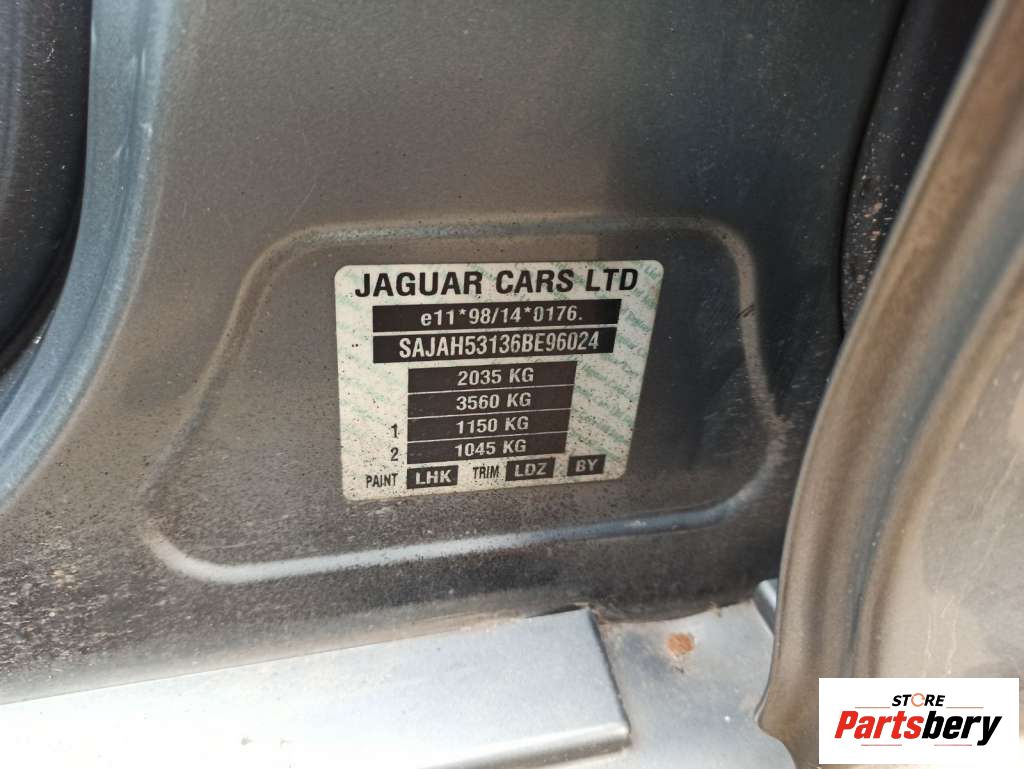 JAGUAR CARS LTD
e11*98/14*0176.
SAJAH53136BE96024
2035 KG
3560 KG
1 1150 KG
2 1045 KG
PAINT LHK TRIM LDZ BY
STORE
Partsbery